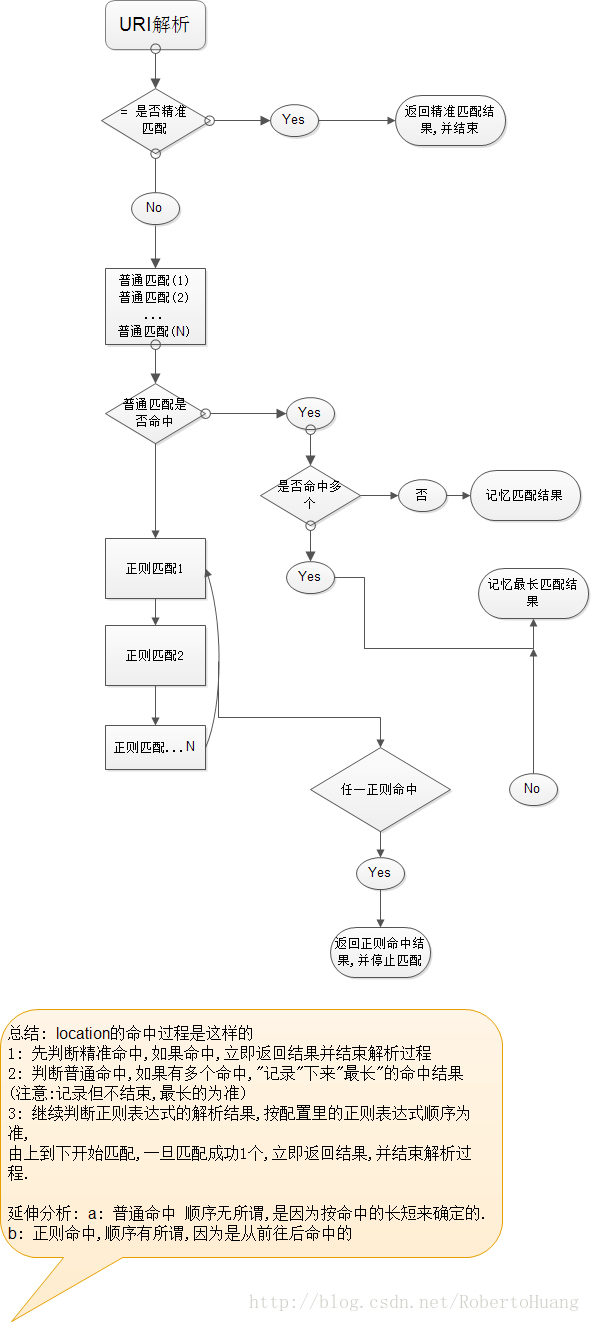 URI解析
= 是否精准
匹配
Yes
返回精准匹配结
果,并结束
No
普通匹配(1)
普通匹配(2)
...
普通匹配(N)
普通匹配是
否命中
Yes
是否命中多
个
否
记忆匹配结果
Yes
记忆最长匹配结
果
正则匹配1
正则匹配2
正则匹配...N
任一正则命中
No
Yes
返回正则命中结
果,并停止匹配
总结: location的命中过程是这样的
1: 先判断精准命中,如果命中,立即返回结果并结束解析过程
2: 判断普通命中,如果有多个命中,"记录"下来"最长"的命中结果
(注意:记录但不结束,最长的为准)
3: 继续判断正则表达式的解析结果,按配置里的正则表达式顺序为
准,
由上到下开始匹配,一旦匹配成功1个,立即返回结果,并结束解析过
程.
延伸分析: a: 普通命中 顺序无所谓,是因为按命中的长短来确定的.
b: 正则命中,顺序有所谓,因为是从前往后命中的
http://blog.csdn.net/RobertoHuang